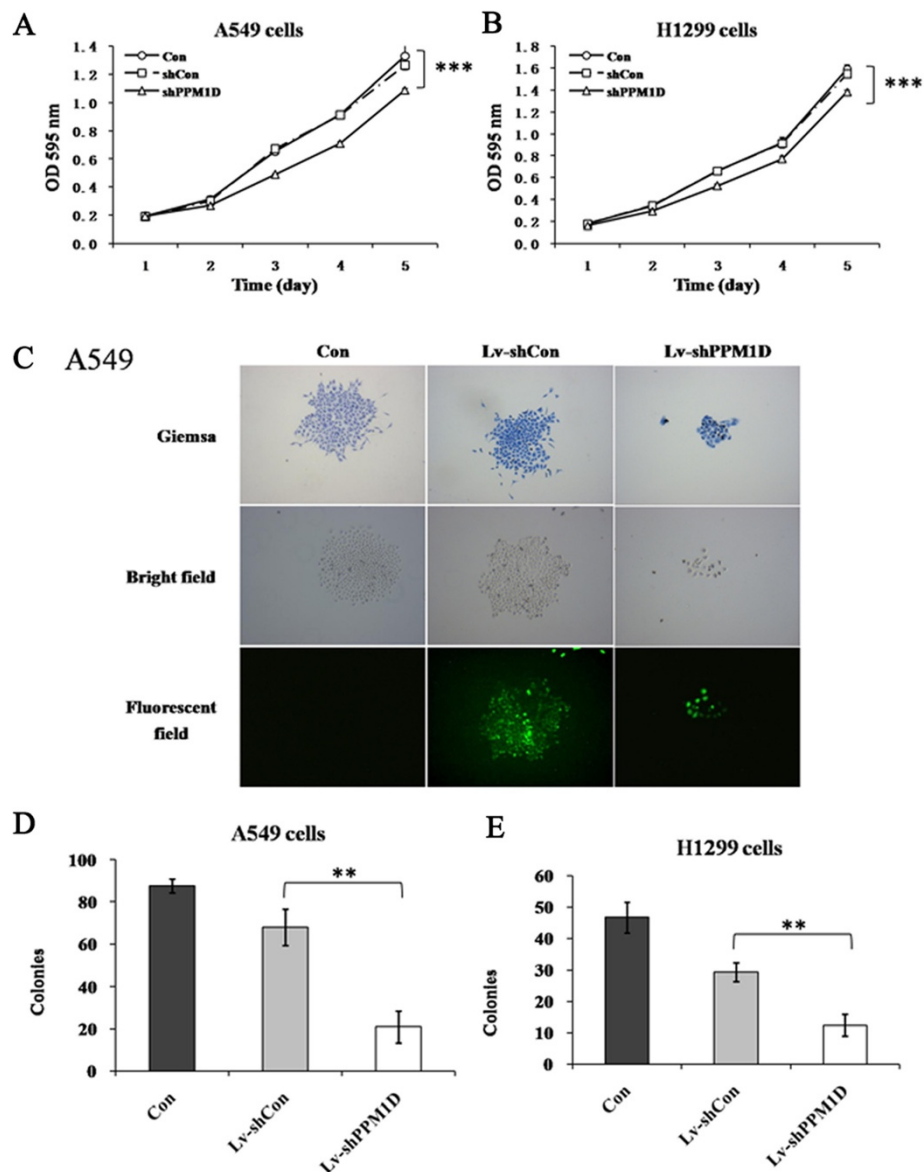 A
A549 cells
1. 4
1. 2
1. 0
0. 8
0. 6
0. 4
0. 2
0. 0
OD 595 nm
Con
shCon
shPPM1D
***
1 2 3 4 5
Time (day)
B
H1299 cells
1. 8
1. 6
1. 4
1. 2
1. 0
0. 8
0. 6
0. 4
0. 2
0. 0
OD 595 nm
Con
shCon
shPPM1D
***
1 2 3 4 5
Time (day)
C A549
Con Lv-shCon Lv-shPPM1D
Giemsa
Bright field
Fluorescent
field
D
A549 cells
100
80
60
40
20
0
Colonies
**
Con Lv-shCon Lv-shPPM1D
E
H1299 cells
60
50
40
30
20
10
0
Colonies
**
Con Lv-shCon Lv-shPPM1D